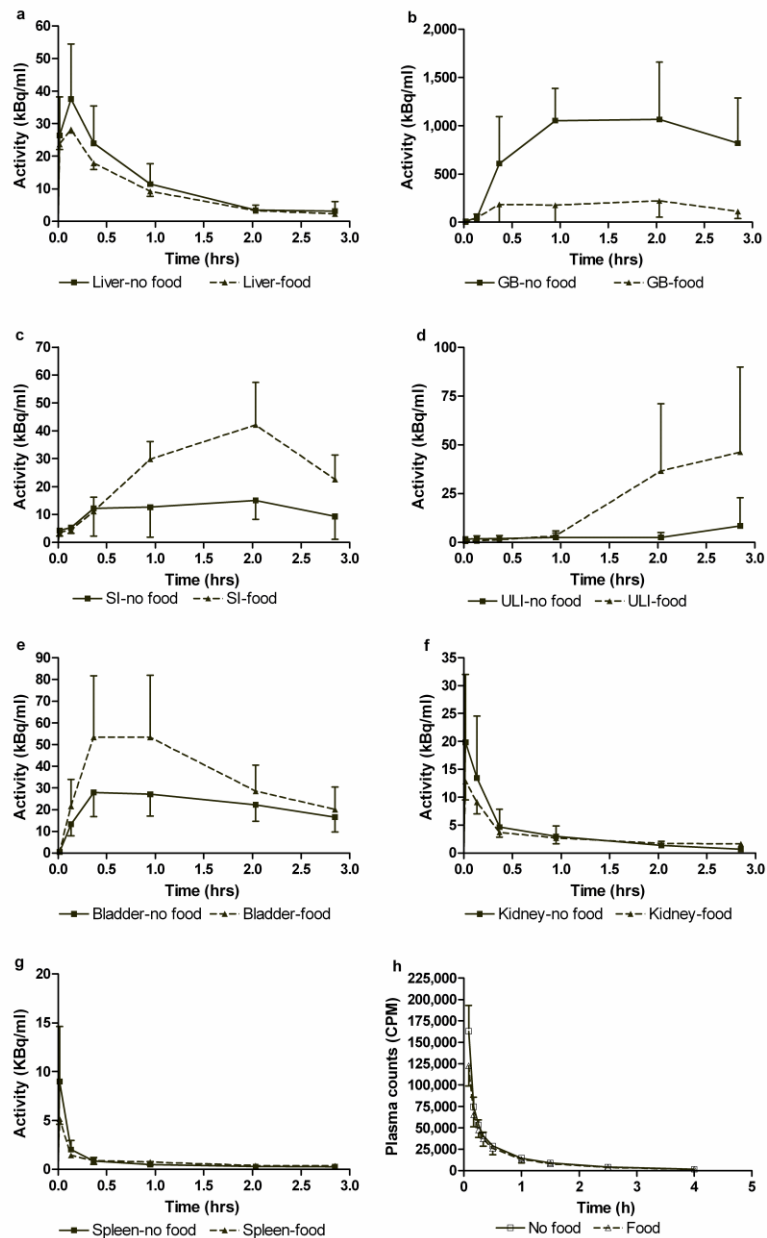 a
60
50
40
30
20
10
0
Activity (kBq/ml)
0.0 0.5 1.0 1.5 2.0 2.5 3.0
Time (hrs)
Liver-no food Liver-food
b
2,000
1,500
1,000
500
0
Activity (kBq/ml)
0.0 0.5 1.0 1.5 2.0 2.5 3.0
Time (hrs)
GB-no food GB-food
c
70
60
50
40
30
20
10
0
Activity (kBq/ml)
0.0 0.5 1.0 1.5 2.0 2.5 3.0
Time (hrs)
SI-no food SI-food
d
100
75
50
25
0
Activity (kBq/ml)
0.0 0.5 1.0 1.5 2.0 2.5 3.0
Time (hrs)
ULI-no food ULI-food
e
90
80
70
60
50
40
30
20
10
0
Activity (kBq/ml)
0.0 0.5 1.0 1.5 2.0 2.5 3.0
Time (hrs)
Bladder-no food Bladder-food
f
35
30
25
20
15
10
5
0
Activity (kBq/ml)
0.0 0.5 1.0 1.5 2.0 2.5 3.0
Time (hrs)
Kidney-no food Kidney-food
g
20
15
10
5
0
Activity (KBq/ml)
0.0 0.5 1.0 1.5 2.0 2.5 3.0
Time (hrs)
Spleen-no food Spleen-food
h
225,000
200,000
175,000
150,000
125,000
100,000
75,000
50,000
25,000
0
Plasma counts (CPM)
0 1 2 3 4 5
Time (h)
No food Food